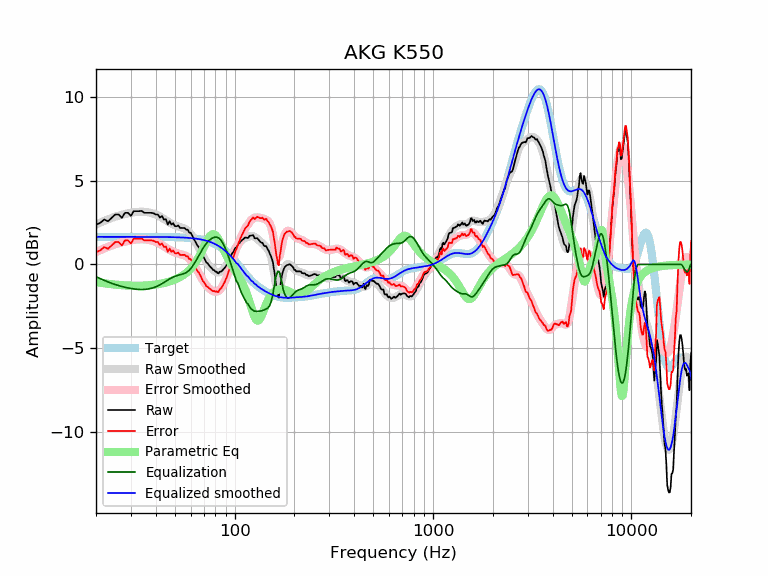 AKG K550
10
5
0
−5
−10
Amplitude (dBr)
Target
Raw Smoothed
Error Smoothed
Raw
Error
Parametric Eq
Equalization
Equalized smoothed
100
1000
10000
Frequency (Hz)